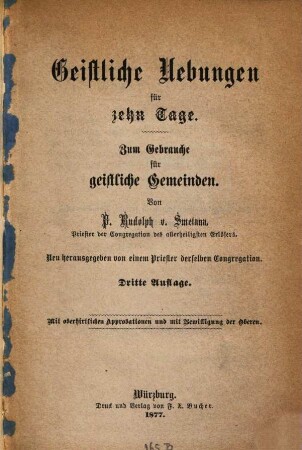 Geistliche Uebungen
für
zehn Tage.
Zum Gebrauche
für
geistliche Gemeinden.
Von
P. Rudolph v. Smetana,
Priester der Congregation des allerheiligsten Erlösers.
Neu herausgegeben von einem Priester derselben Congregation.
Dritte Auflage.
Mit oberhirtlichen Approbationen und mit Bewilligung der Oberen.
Würzburg.
Druck und Verlag von F. X. Bucher.
1877.